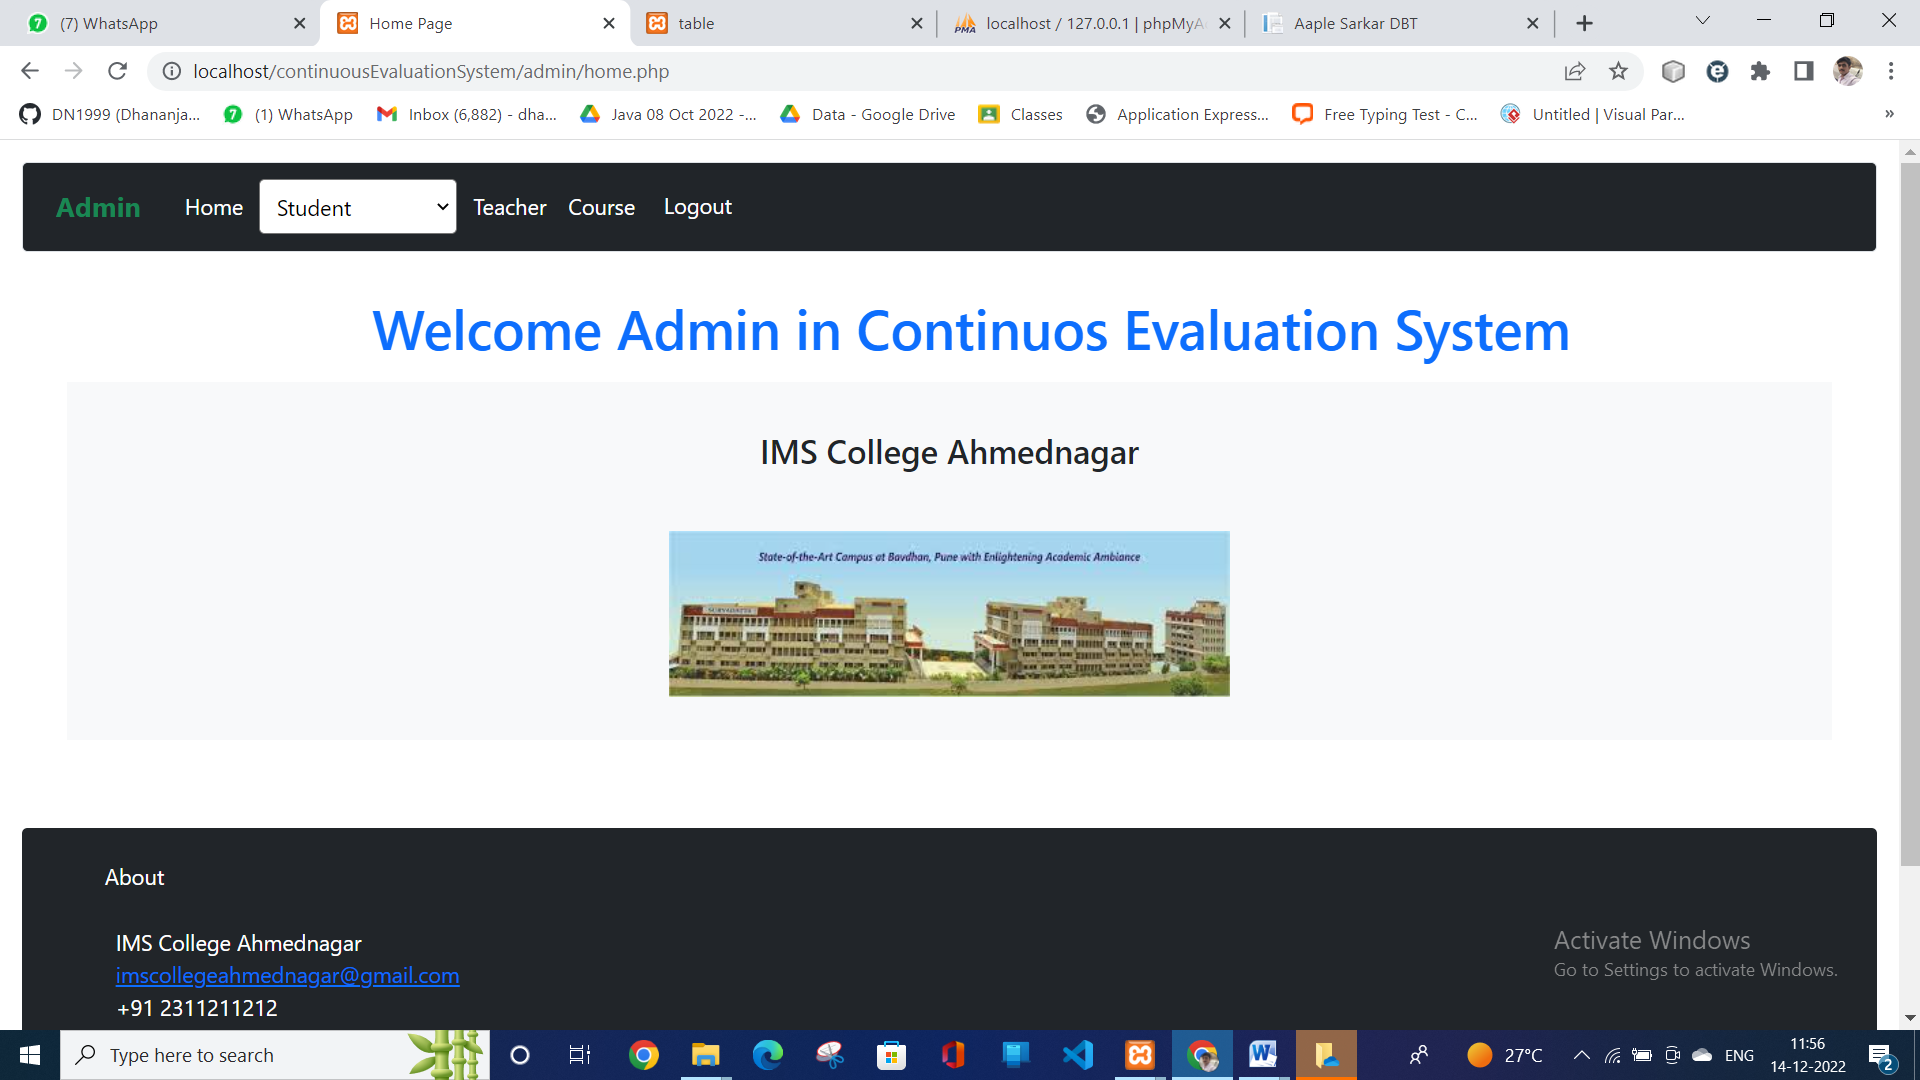 (7) WhatsApp
Home Page
table
localhost / 127.0.0.1 | phpMyA
Aaple Sarkar DBT
localhost/continuousEvaluationSystem/admin/home.php
DN1999 (Dhananja...
(1) WhatsApp
Inbox (6,882) - dha...
Java 08 Oct 2022 -...
Data - Google Drive
Classes
Application Express...
Free Typing Test - C...
Untitled | Visual Par...
»
Admin
Home
Student
Teacher
Course
Logout
Welcome Admin in Continuos Evaluation System
IMS College Ahmednagar
State-of-the-Art Campus at Bavdhan, Pune with Enlightening Academic Ambiance
SURYADATTA
About
IMS College Ahmednagar
imscollegeahmednagar@gmail.com
+91 2311211212
Activate Windows
Go to Settings to activate Windows.
Type here to search
27°C
ENG
11:56
14-12-2022
2